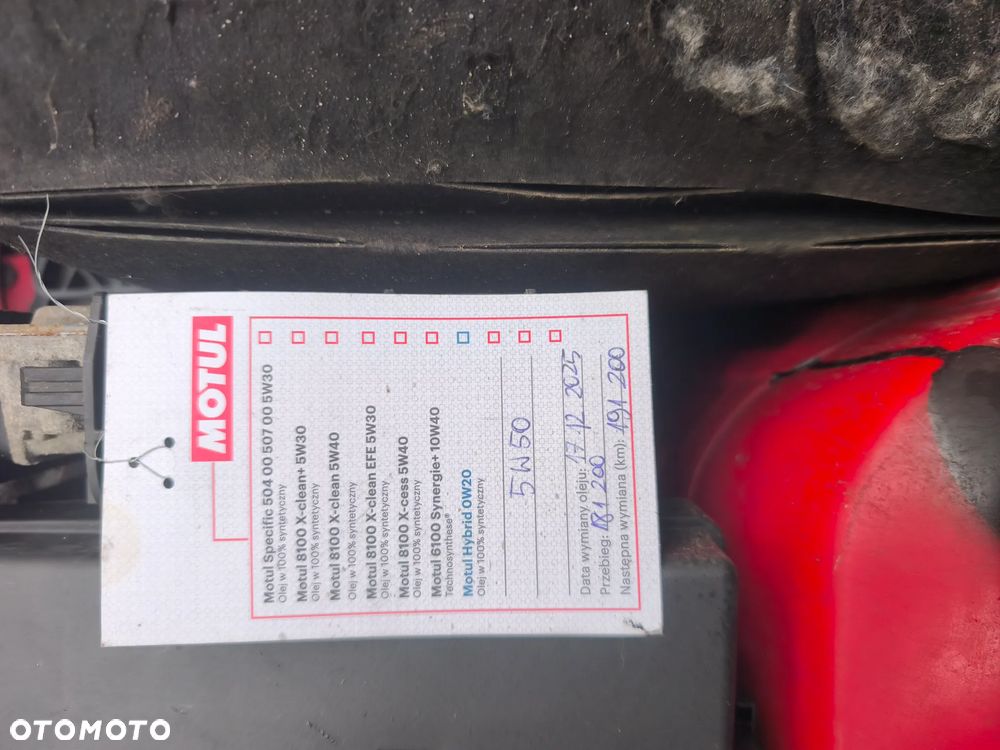 MOTUL
Motul Specific 504 00 507 00 5W30
Olej w 100% syntetyczny
Motul 8100 X-clean+ 5W30
Olej w 100% syntetyczny
Motul 8100 X-clean 5W40
Olej w 100% syntetyczny
Motul 8100 X-clean EFE 5W30
Olej w 100% syntetyczny
Motul 8100 X-cess 5W40
Olej w 100% syntetyczny
Motul 6100 Synergie+ 10W40
Technosynthese®
Motul Hybrid 0W20
Olej w 100% syntetyczny
5W50
Data wymiany oleju: 17 12 2025
Przebieg: 181 200
Następna wymiana (km): 191 200
OTOMOTO